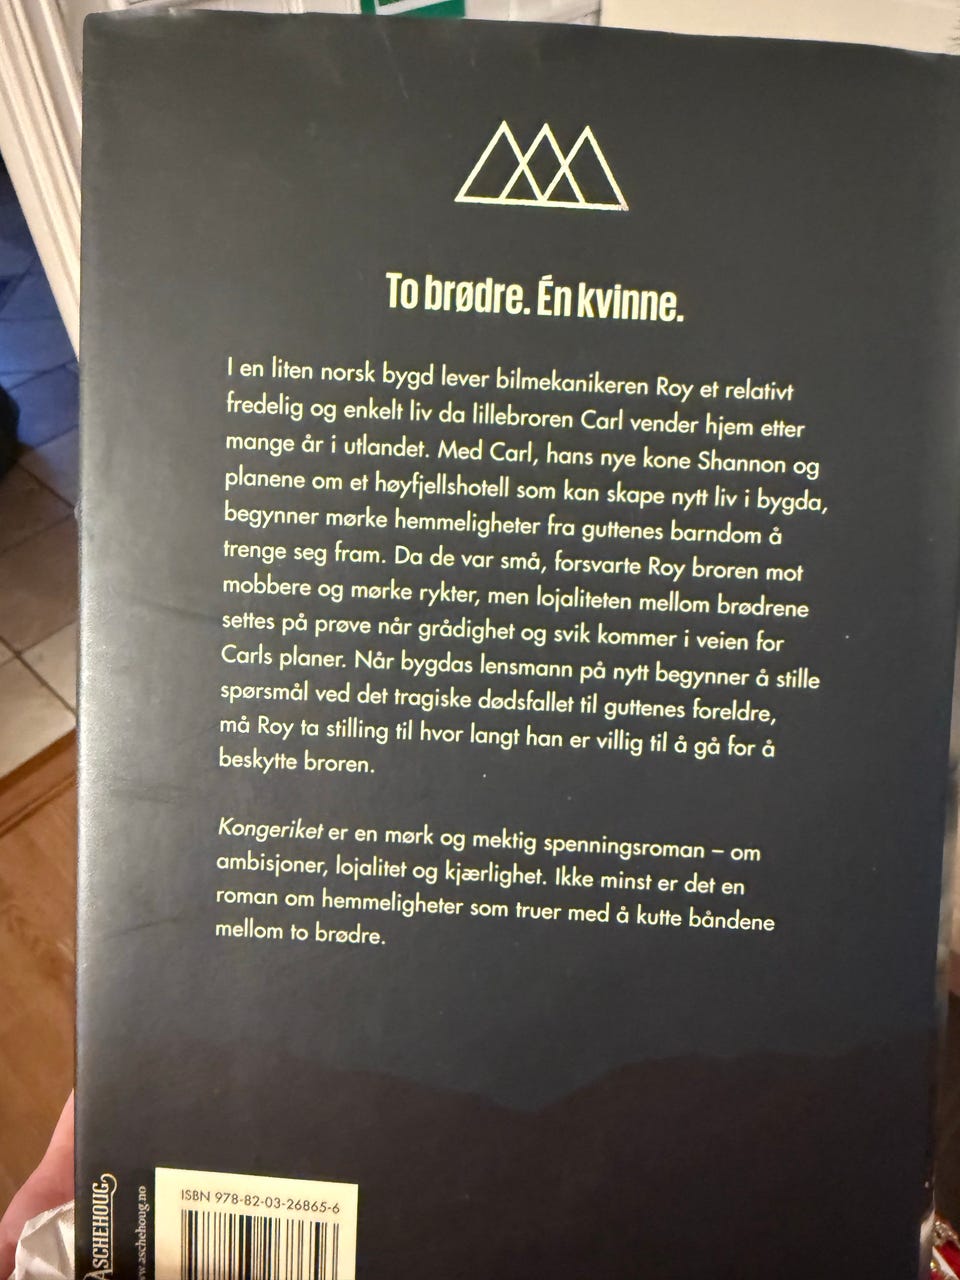 To brødre. Én kvinne.
I en liten norsk bygd lever bilmekanikeren Roy et relativt
fredelig og enkelt liv da lillebroren Carl vender hjem etter
mange år i utlandet. Med Carl, hans nye kone Shannon og
planene om et høyfjellshotell som kan skape nytt liv i bygda,
begynner mørke hemmeligheter fra guttenes barndom å
trenge seg fram. Da de var små, forsvarte Roy broren mot
mobbere og mørke rykter, men lojaliteten mellom brødrene
settes på prøve når grådighet og svik kommer i veien for
Carls planer. Når bygdas lensmann på nytt begynner å stille
spørsmål ved det tragiske dødsfallet til guttenes foreldre,
må Roy ta stilling til hvor langt han er villig til å gå for å
beskytte broren.
Kongeriket er en mørk og mektig spenningsroman – om
ambisjoner, lojalitet og kjærlighet. Ikke minst er det en
roman om hemmeligheter som truer med å kutte båndene
mellom to brødre.
ASCHEHOUG
www.aschehoug.no
ISBN 978-82-03-26865-6